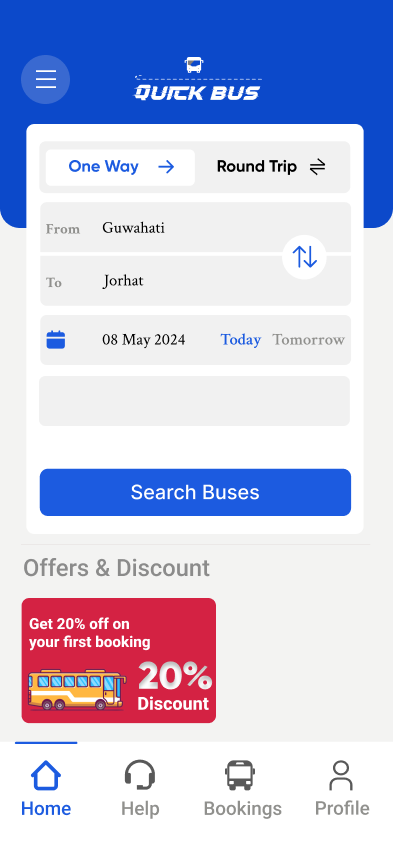 QUICK BUS
One Way
Round Trip
From Guwahati
To Jorhat
08 May 2024 Today Tomorrow
Search Buses
Offers & Discount
Get 20% off on
your first booking
20%
Discount
Home Help Bookings Profile